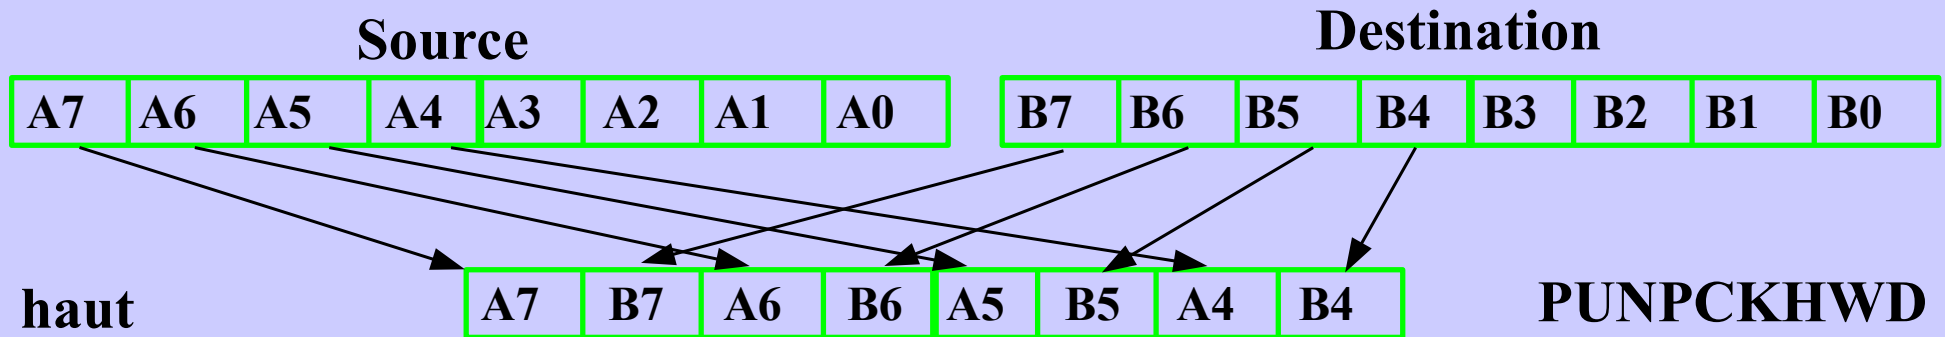 Source Destination
A7 A6 A5 A4 A3 A2 A1 A0 B7 B6 B5 B4 B3 B2 B1 B0
haut A7 B7 A6 B6 A5 B5 A4 B4 PUNPCKHWD